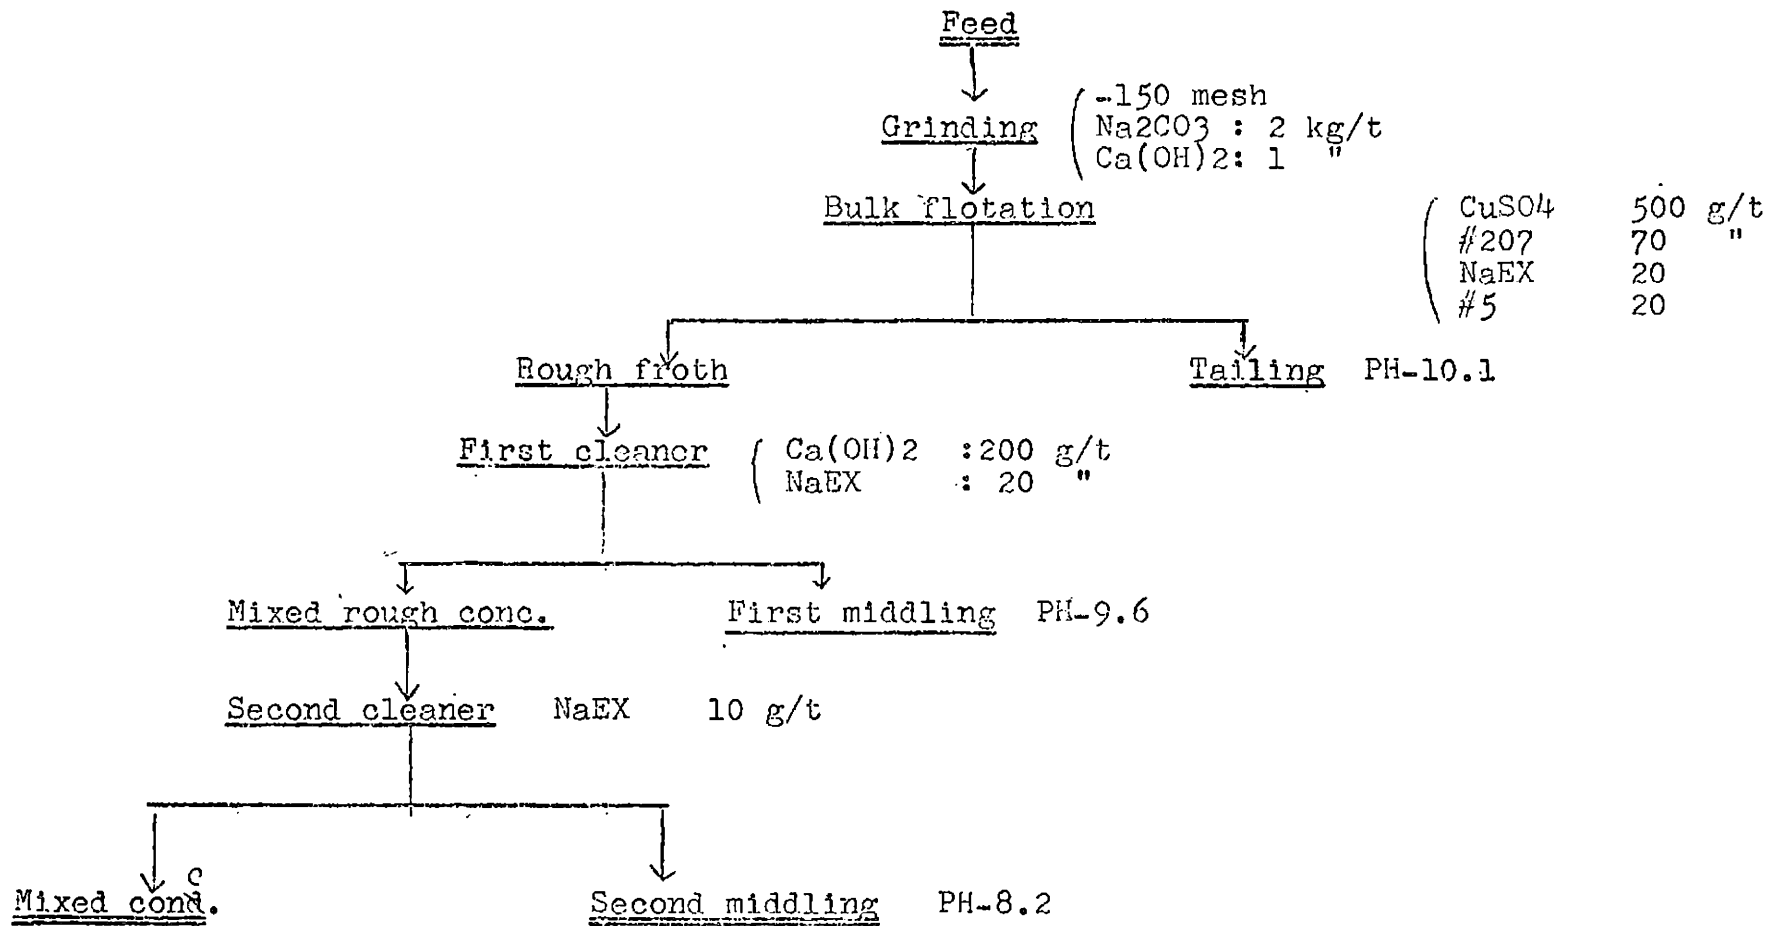 Feed
-150 mesh
Grinding Na2CO3 : 2 kg/t
Ca(OH)2: 1 "
Bulk flotation CuSO4 500 g/t
#207 70 "
NaEX 20
#5 20
Rough froth Tailing PH-10.1
First cleaner Ca(OH)2 :200 g/t
NaEX : 20 "
Mixed rough conc. First middling PH-9.6
Second cleaner NaEX 10 g/t
Mixed conc. Second middling PH-8.2